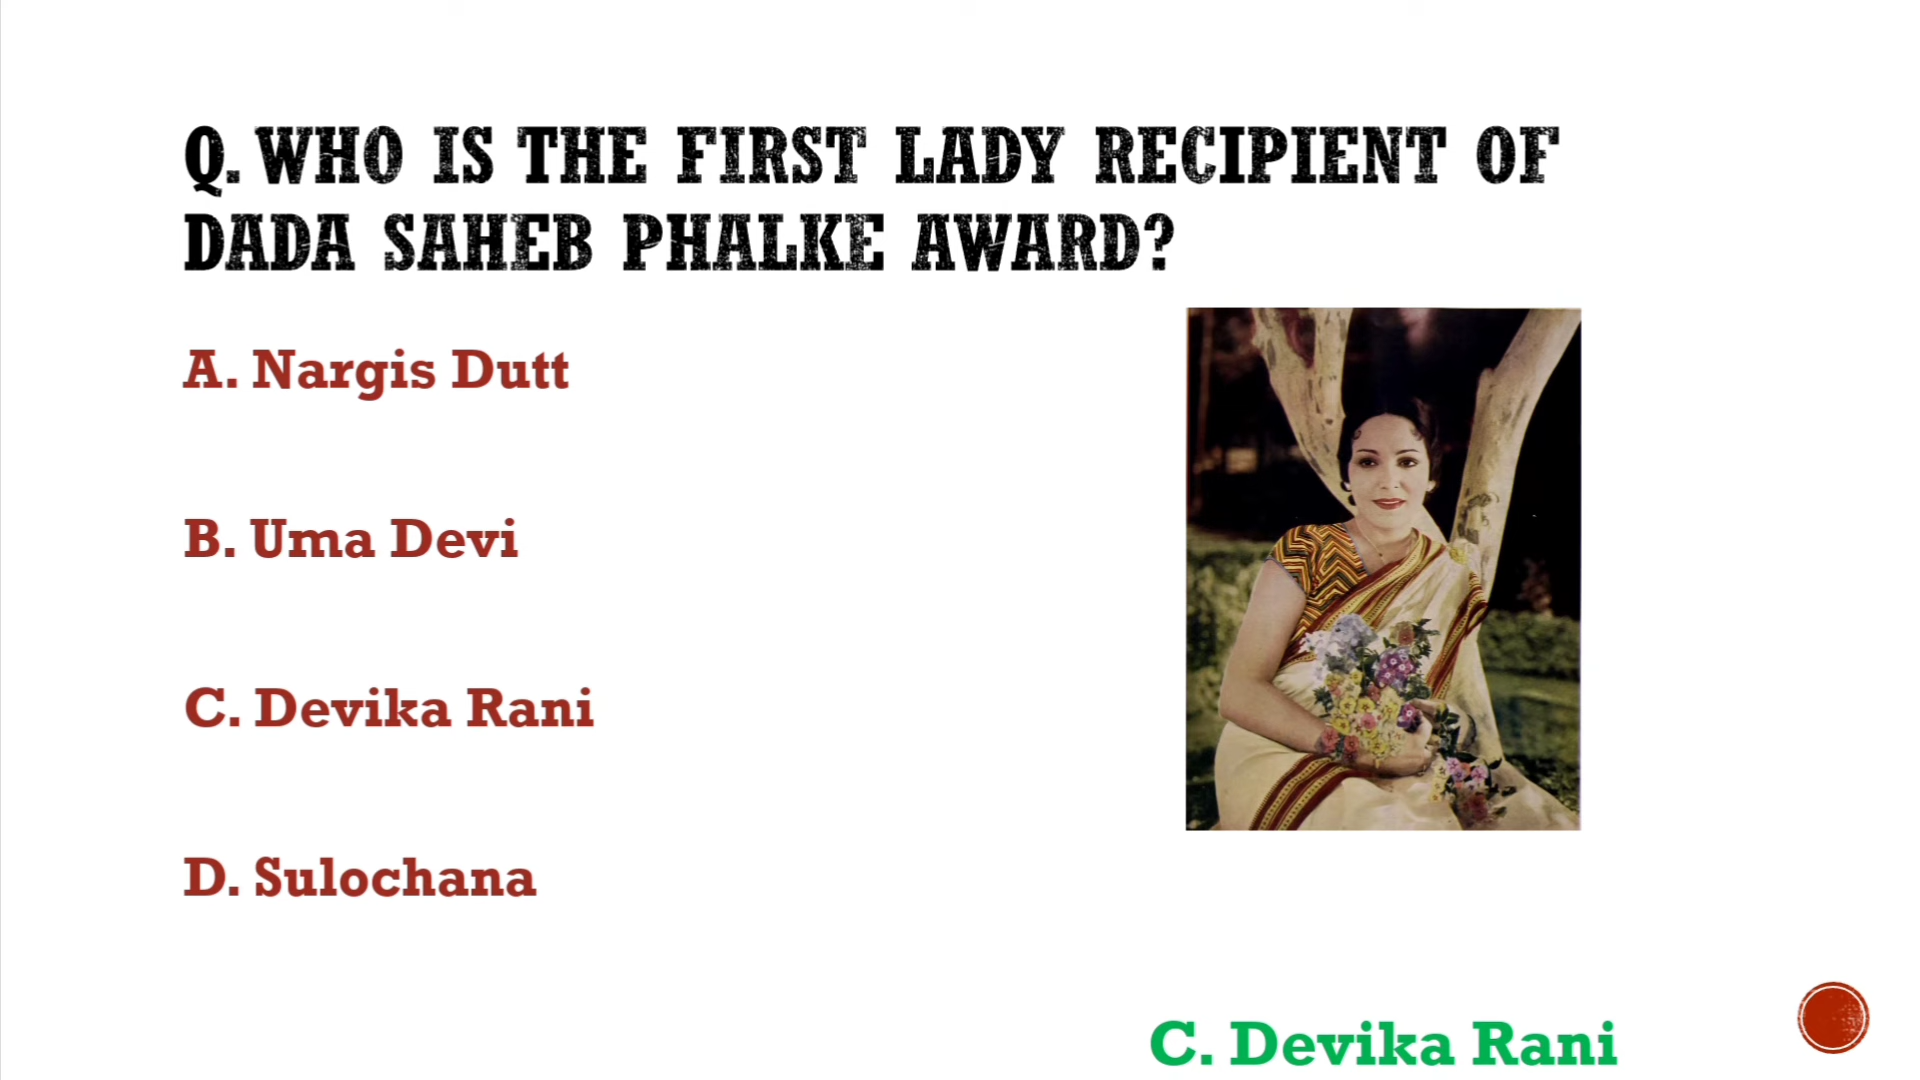 Q. WHO IS THE FIRST LADY RECIPIENT OF
DADA SAHEB PHALKE AWARD?
A. Nargis Dutt
B. Uma Devi
C. Devika Rani
D. Sulochana
C. Devika Rani